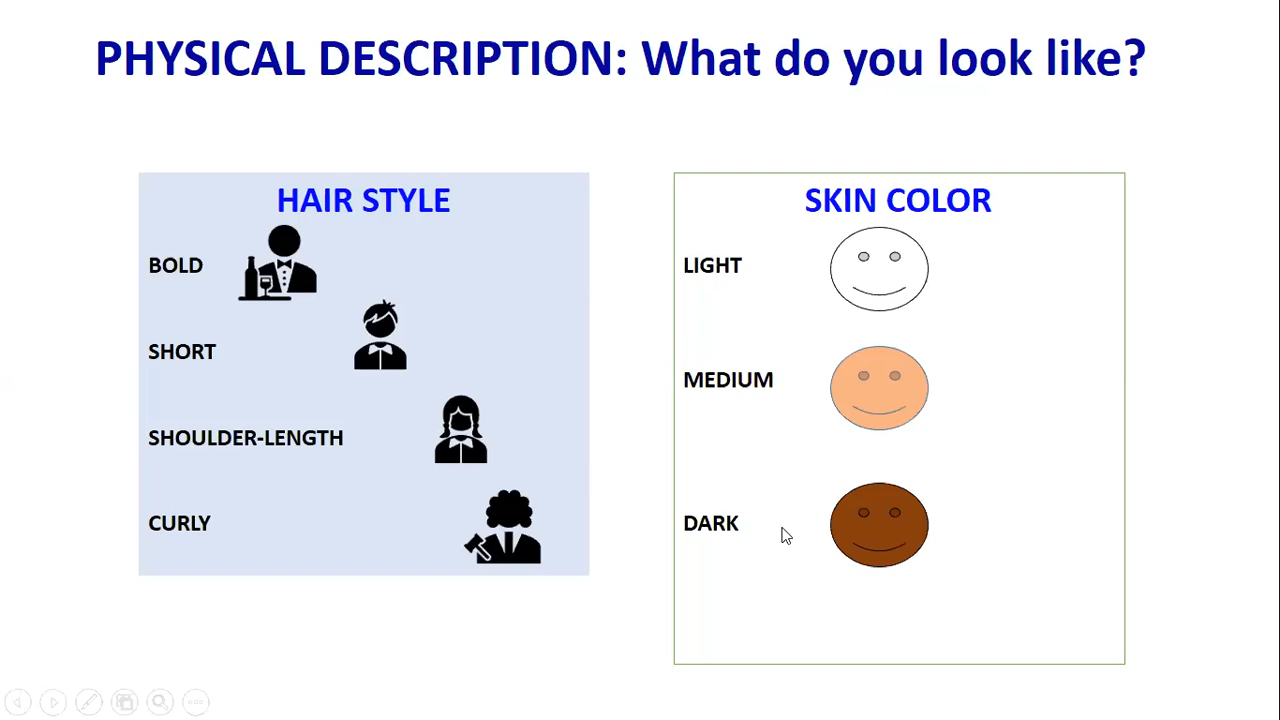 PHYSICAL DESCRIPTION: What do you look like?
HAIR STYLE
BOLD
SHORT
SHOULDER-LENGTH
CURLY
SKIN COLOR
LIGHT
MEDIUM
DARK